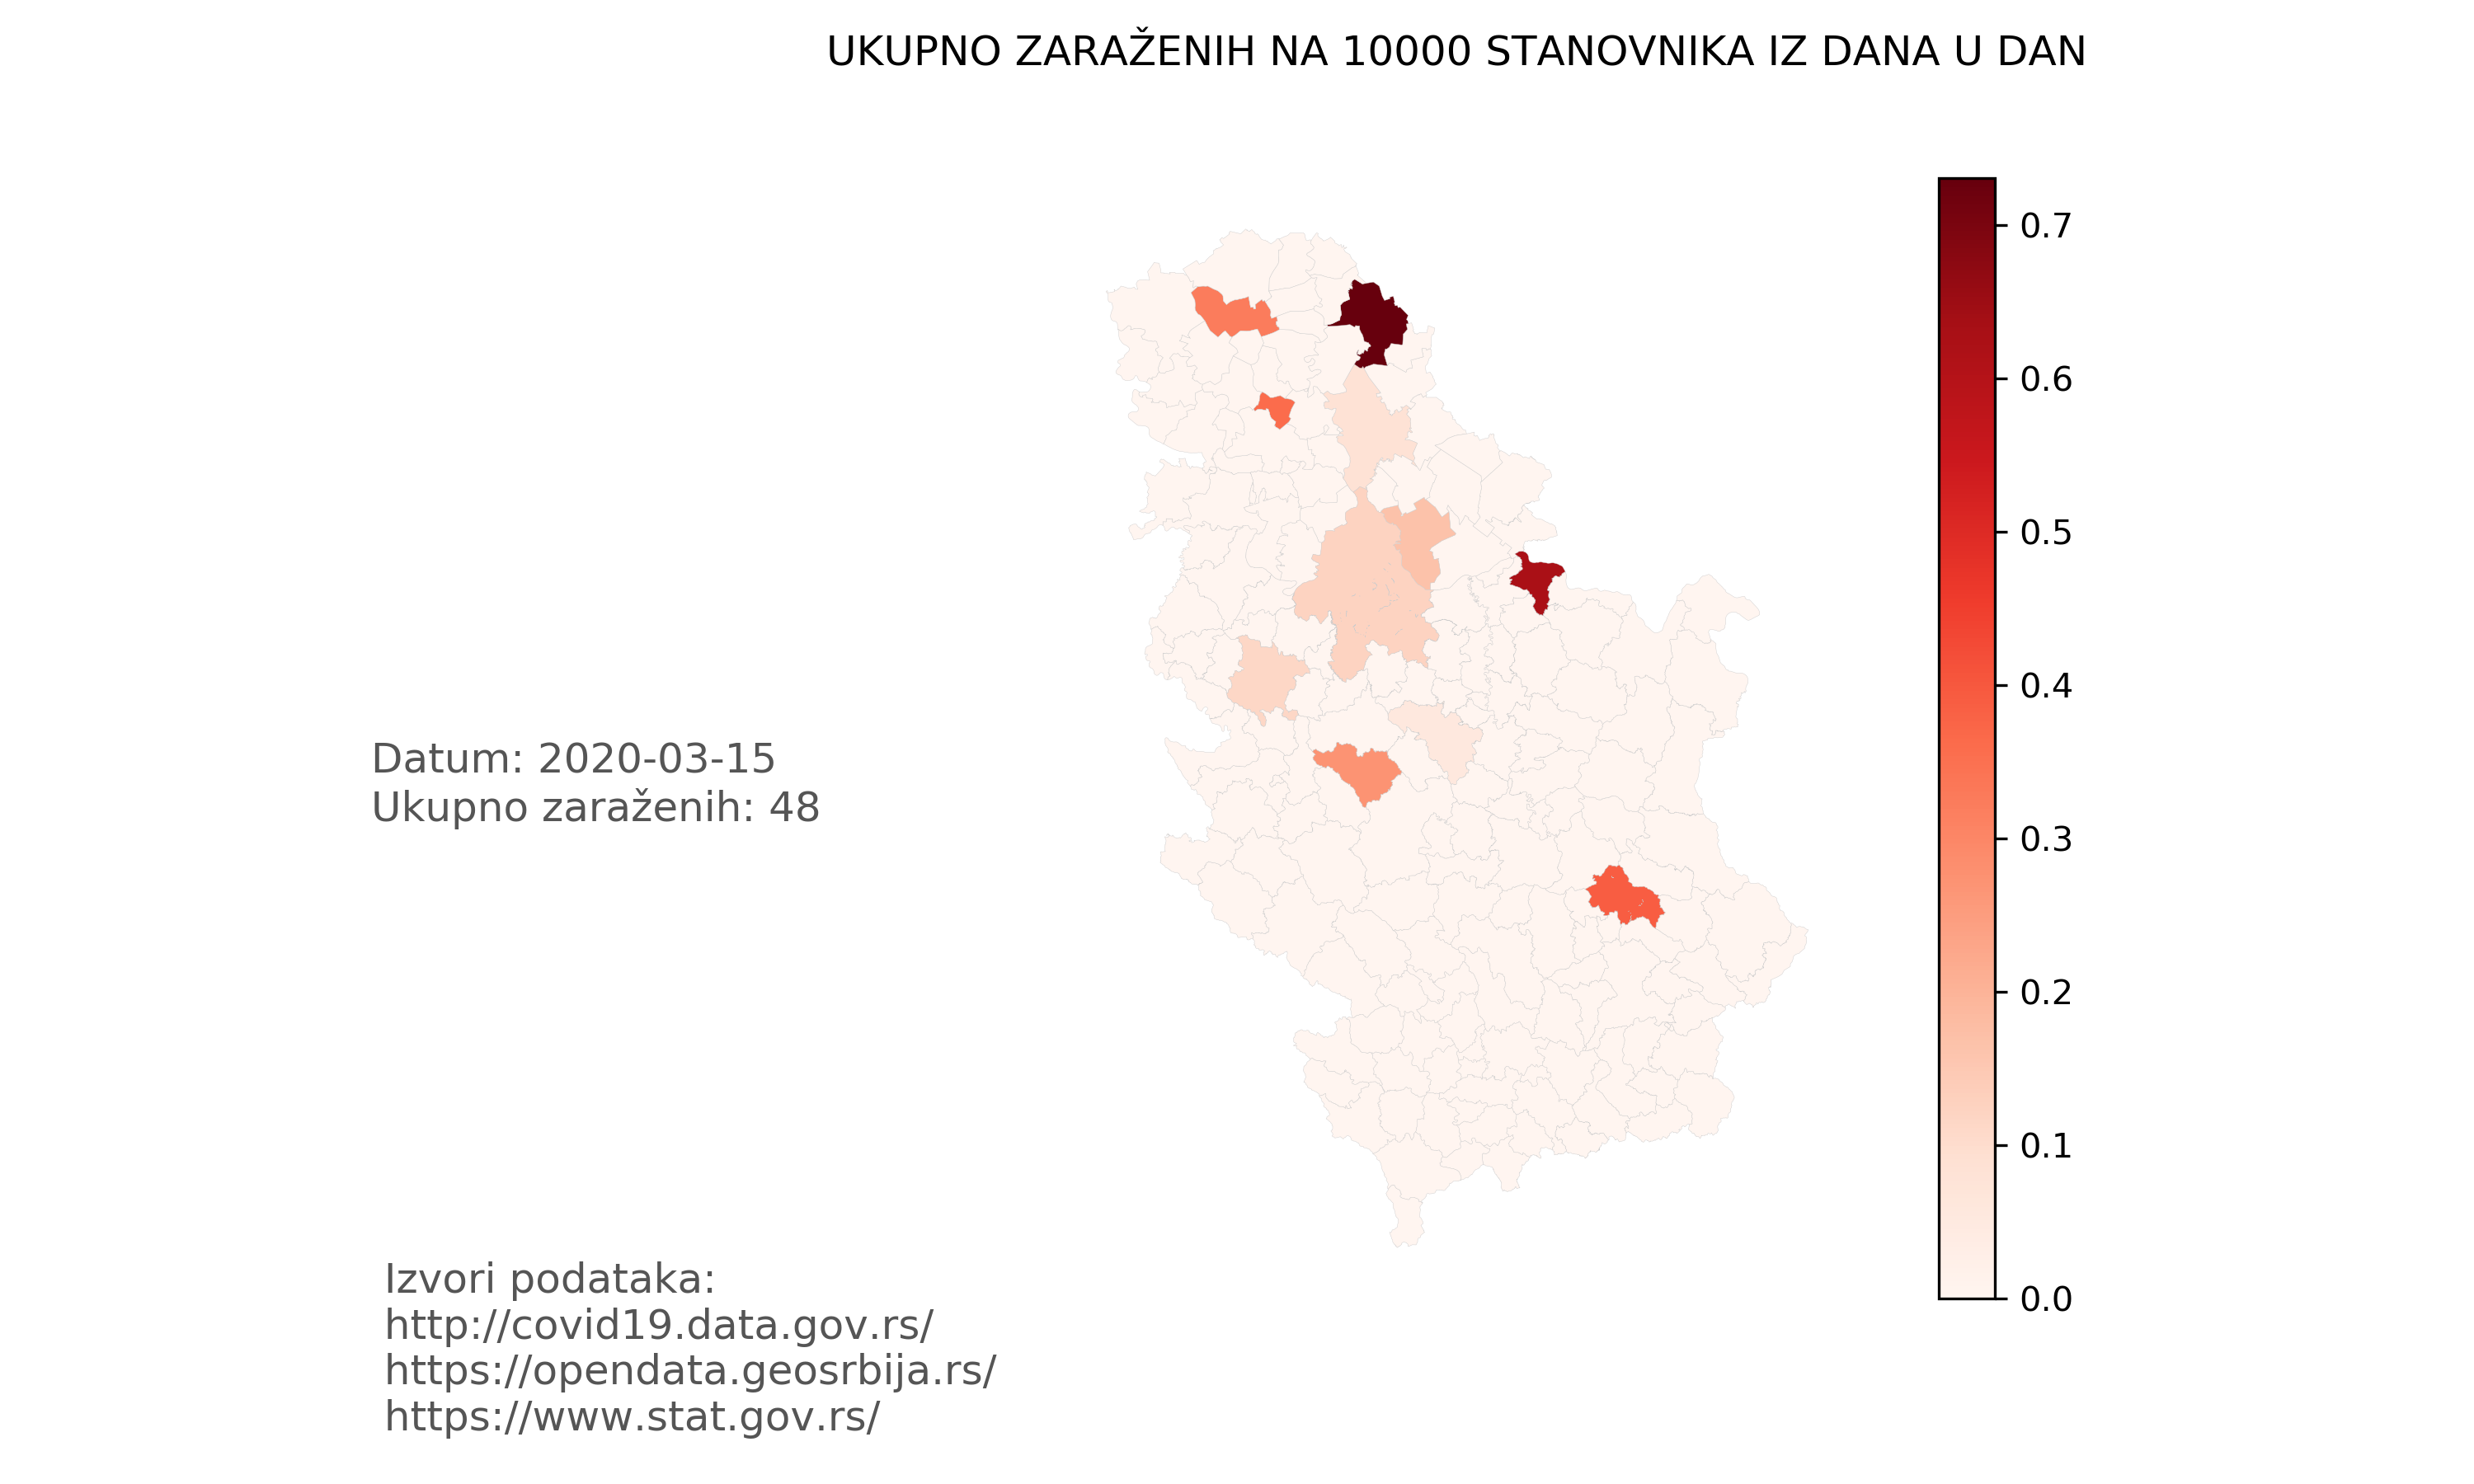 UKUPNO ZARAŽENIH NA 10000 STANOVNIKA IZ DANA U DAN
0.7
0.6
0.5
0.4
0.3
0.2
0.1
0.0
Datum: 2020-03-15
Ukupno zaraženih: 48
Izvori podataka:
http://covid19.data.gov.rs/
https://opendata.geosrbija.rs/
https://www.stat.gov.rs/